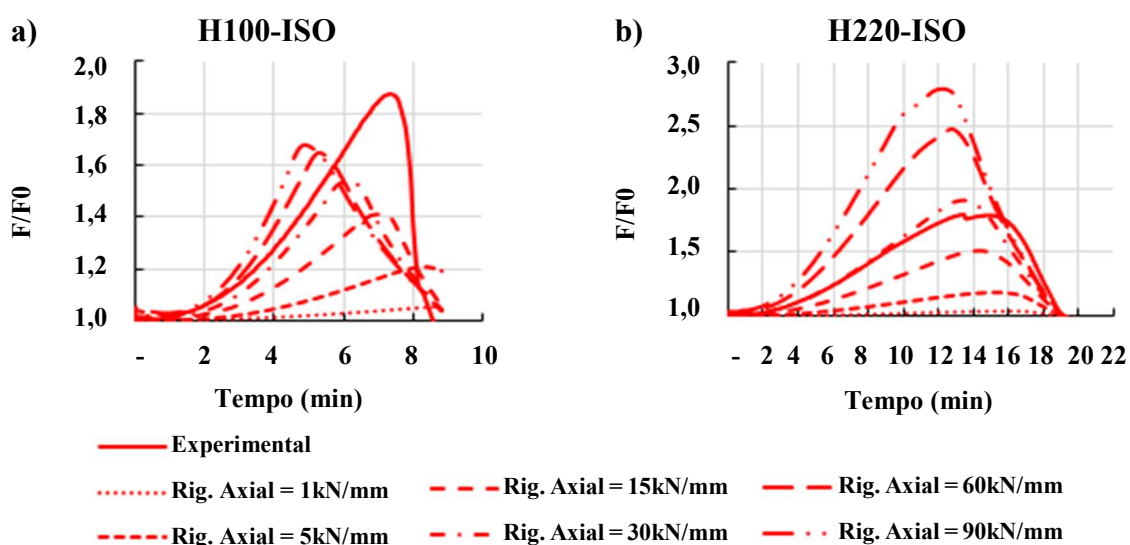 a) H100-ISO
2,0
1,8
1,6
1,4
1,2
1,0
F/F0
- 2 4 6 8 10
Tempo (min)
b) H220-ISO
3,0
2,5
2,0
1,5
1,0
F/F0
- 2 4 6 8 10 12 14 16 18 20 22
Tempo (min)
Experimental
Rig. Axial = 1kN/mm Rig. Axial = 15kN/mm Rig. Axial = 60kN/mm
Rig. Axial = 5kN/mm Rig. Axial = 30kN/mm Rig. Axial = 90kN/mm